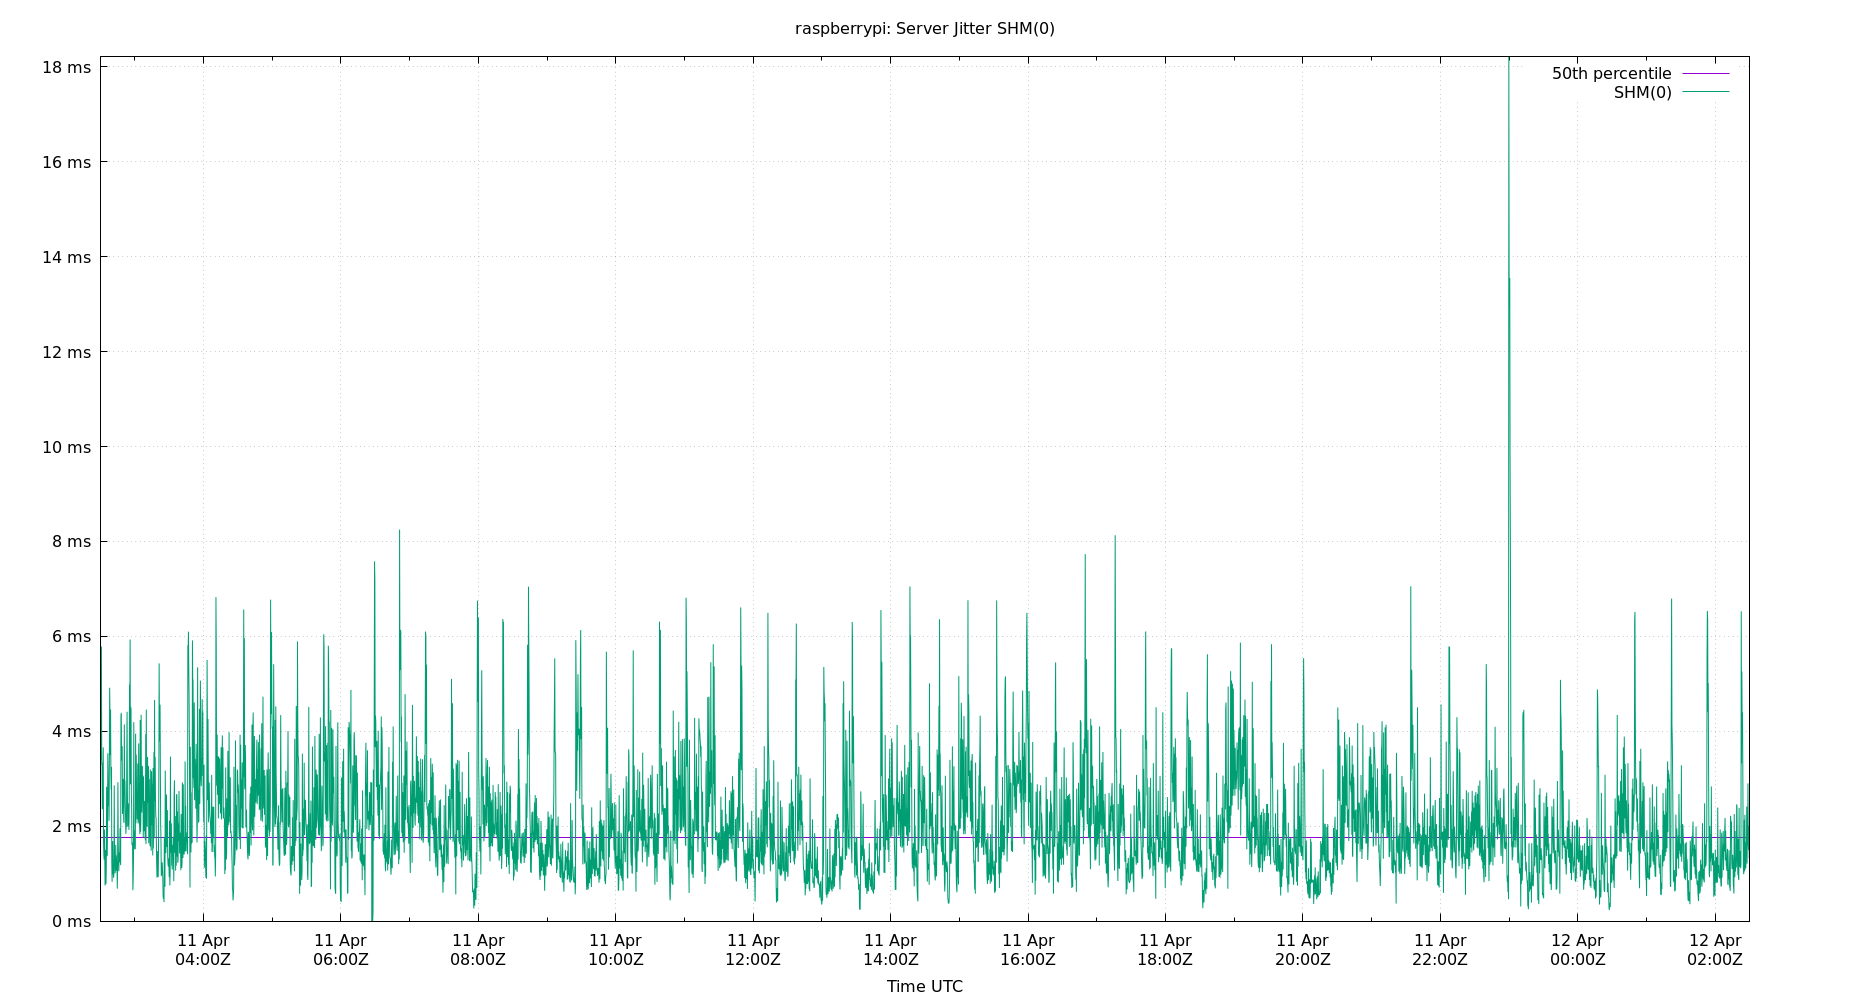 raspberrypi: Server Jitter SHM(0)
18 ms
16 ms
14 ms
12 ms
10 ms
8 ms
6 ms
4 ms
2 ms
0 ms
50th percentile
SHM(0)
11 Apr 11 Apr 11 Apr 11 Apr 11 Apr 11 Apr 11 Apr 11 Apr 11 Apr 11 Apr 12 Apr 12 Apr
04:00Z 06:00Z 08:00Z 10:00Z 12:00Z 14:00Z 16:00Z 18:00Z 20:00Z 22:00Z 00:00Z 02:00Z
Time UTC